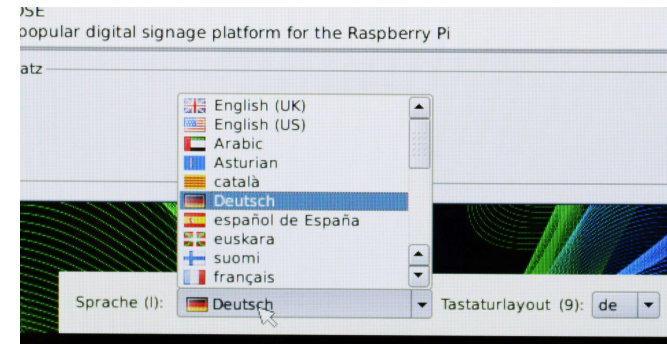 OSE
popular digital signage platform for the Raspberry Pi
atz
English (UK)
English (US)
Arabic
Asturian
català
Deutsch
español de España
euskara
suomi
français
Sprache (l): Deutsch Tastaturlayout (9): de